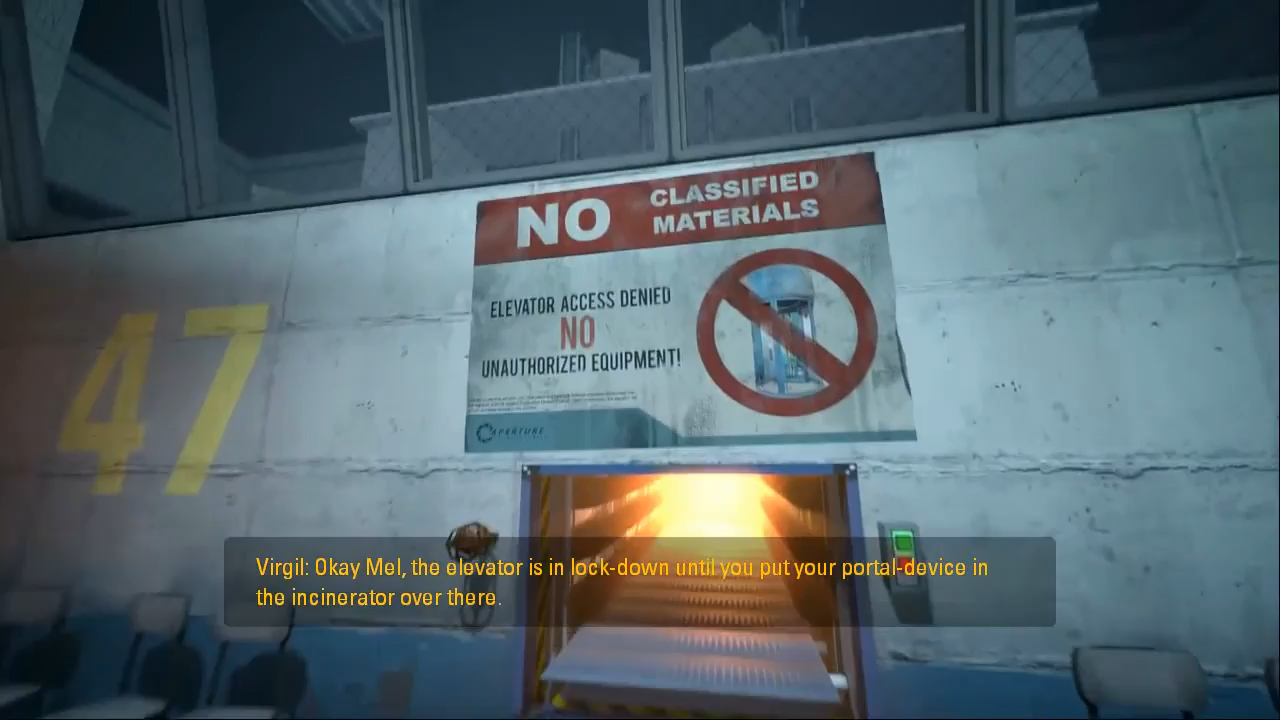 NO CLASSIFIED
MATERIALS
ELEVATOR ACCESS DENIED
NO
UNAUTHORIZED EQUIPMENT!
APERTURE
47
Virgil: Okay Mel, the elevator is in lock-down until you put your portal-device in
the incinerator over there.